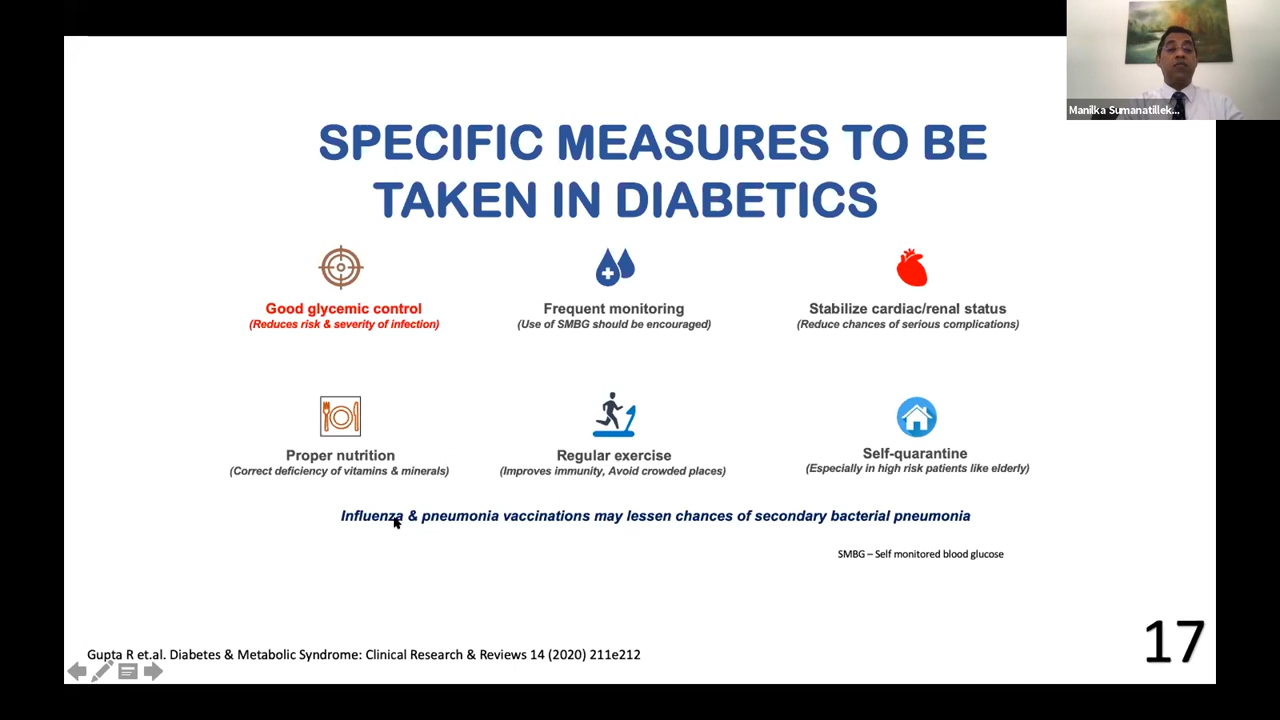 Manilka Sumanatillek...
SPECIFIC MEASURES TO BE
TAKEN IN DIABETICS
Good glycemic control
(Reduces risk & severity of infection)
Frequent monitoring
(Use of SMBG should be encouraged)
Stabilize cardiac/renal status
(Reduce chances of serious complications)
Proper nutrition
(Correct deficiency of vitamins & minerals)
Regular exercise
(Improves immunity, Avoid crowded places)
Self-quarantine
(Especially in high risk patients like elderly)
Influenza & pneumonia vaccinations may lessen chances of secondary bacterial pneumonia
SMBG – Self monitored blood glucose
Gupta R et.al. Diabetes & Metabolic Syndrome: Clinical Research & Reviews 14 (2020) 211e212
17